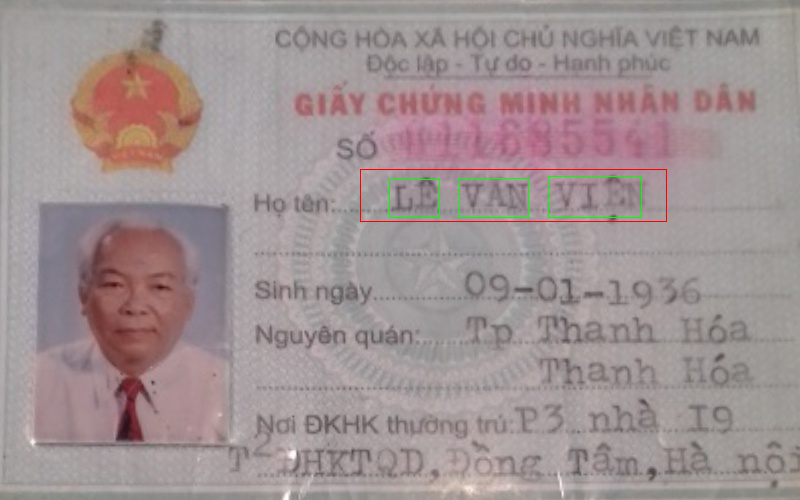 CỘNG HÒA XÃ HỘI CHỦ NGHĨA VIỆT NAM
Độc lập - Tự do - Hạnh phúc
GIẤY CHỨNG MINH NHÂN DÂN
SỐ 011685541
Họ tên: LÊ VĂN VIỆN
Sinh ngày 09-01-1936
Nguyên quán: Tp Thanh Hóa
Thanh Hóa
Nơi ĐKHK thường trú: P3 nhà I9
T2 ĐHKTQD, Đồng Tâm, Hà nội